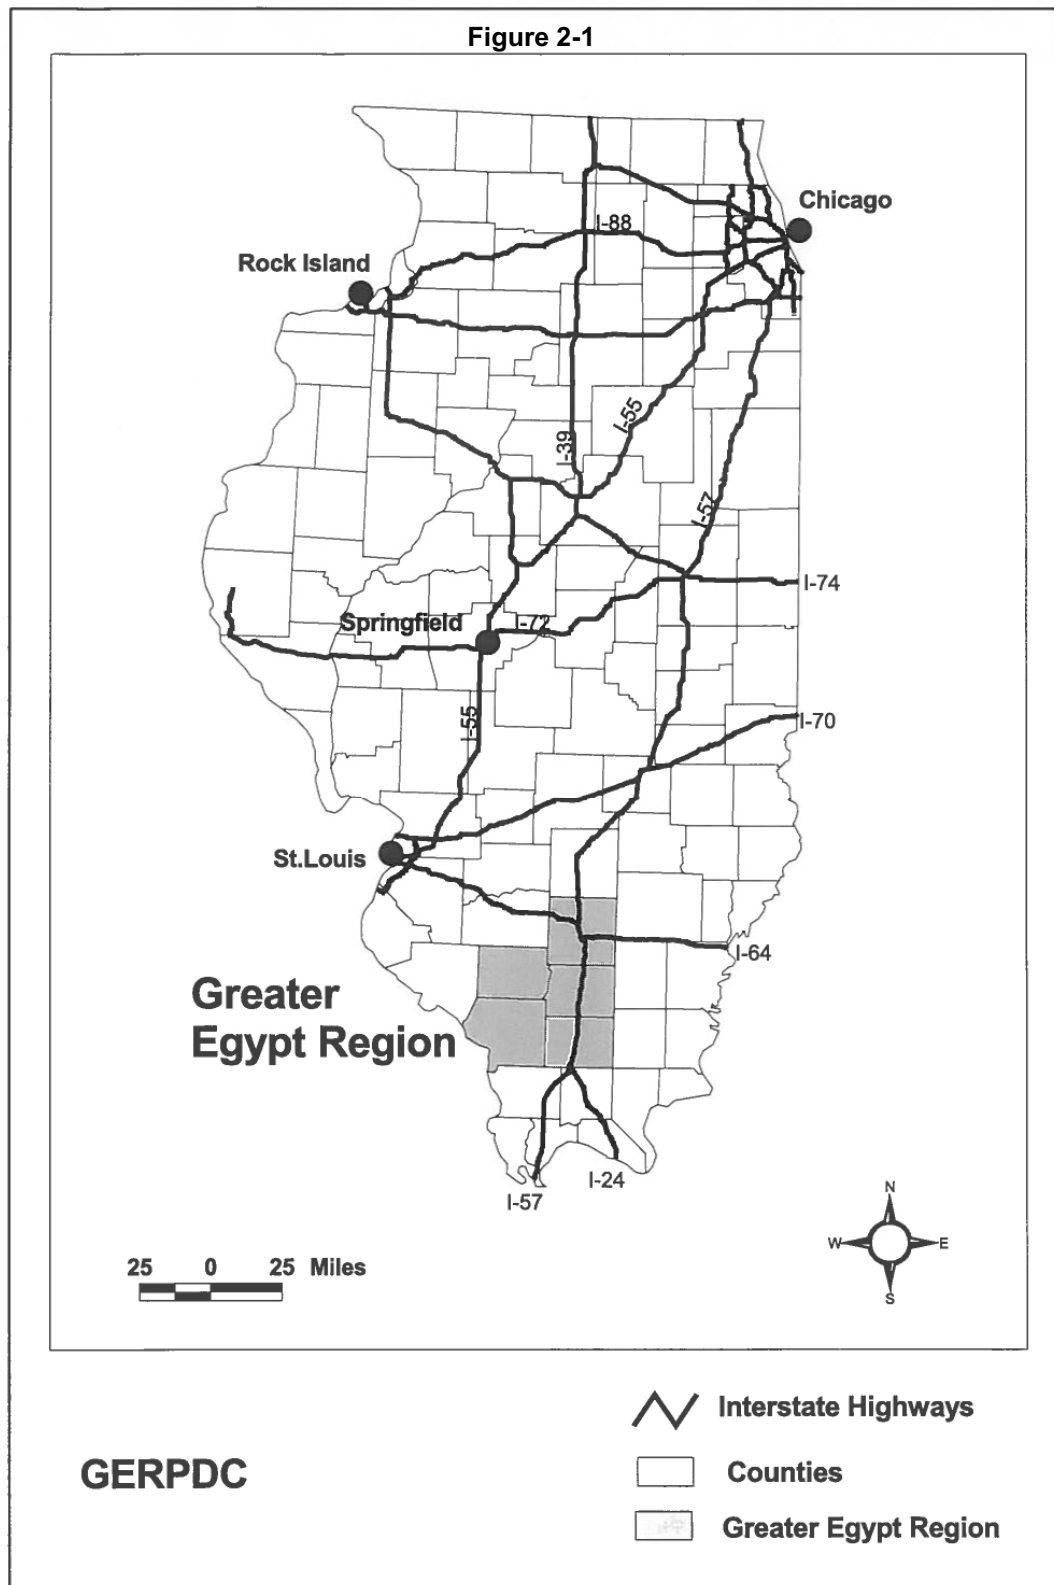 Figure 2-1
Chicago
I-88
Rock Island
I-55
I-39
I-57
I-74
Springfield
I-72
I-55
I-70
St.Louis
I-64
Greater
Egypt Region
I-24
I-57
N
W
E
S
25 0 25 Miles
Interstate Highways
GERPDC
Counties
Greater Egypt Region